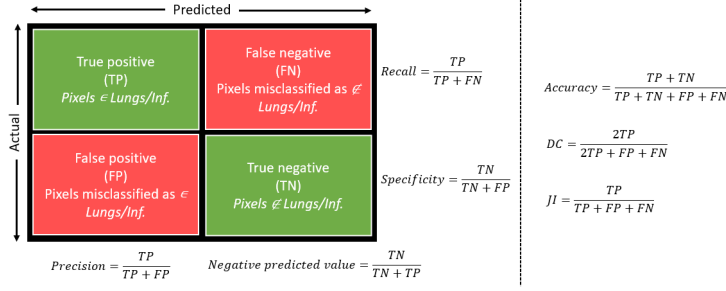 Predicted
Actual
True positive
(TP)
Pixels ∈ Lungs/Inf.
False negative
(FN)
Pixels misclassified as ∉
Lungs/Inf.
Recall = TP / TP + FN
False positive
(FP)
Pixels misclassified as ∈
Lungs/Inf.
True negative
(TN)
Pixels ∉ Lungs/Inf.
Specificity = TN / TN + FP
Precision = TP / TP + FP
Negative predicted value = TN / TN + TP
Accuracy = TP + TN / TP + TN + FP + FN
DC = 2TP / 2TP + FP + FN
JI = TP / TP + FP + FN